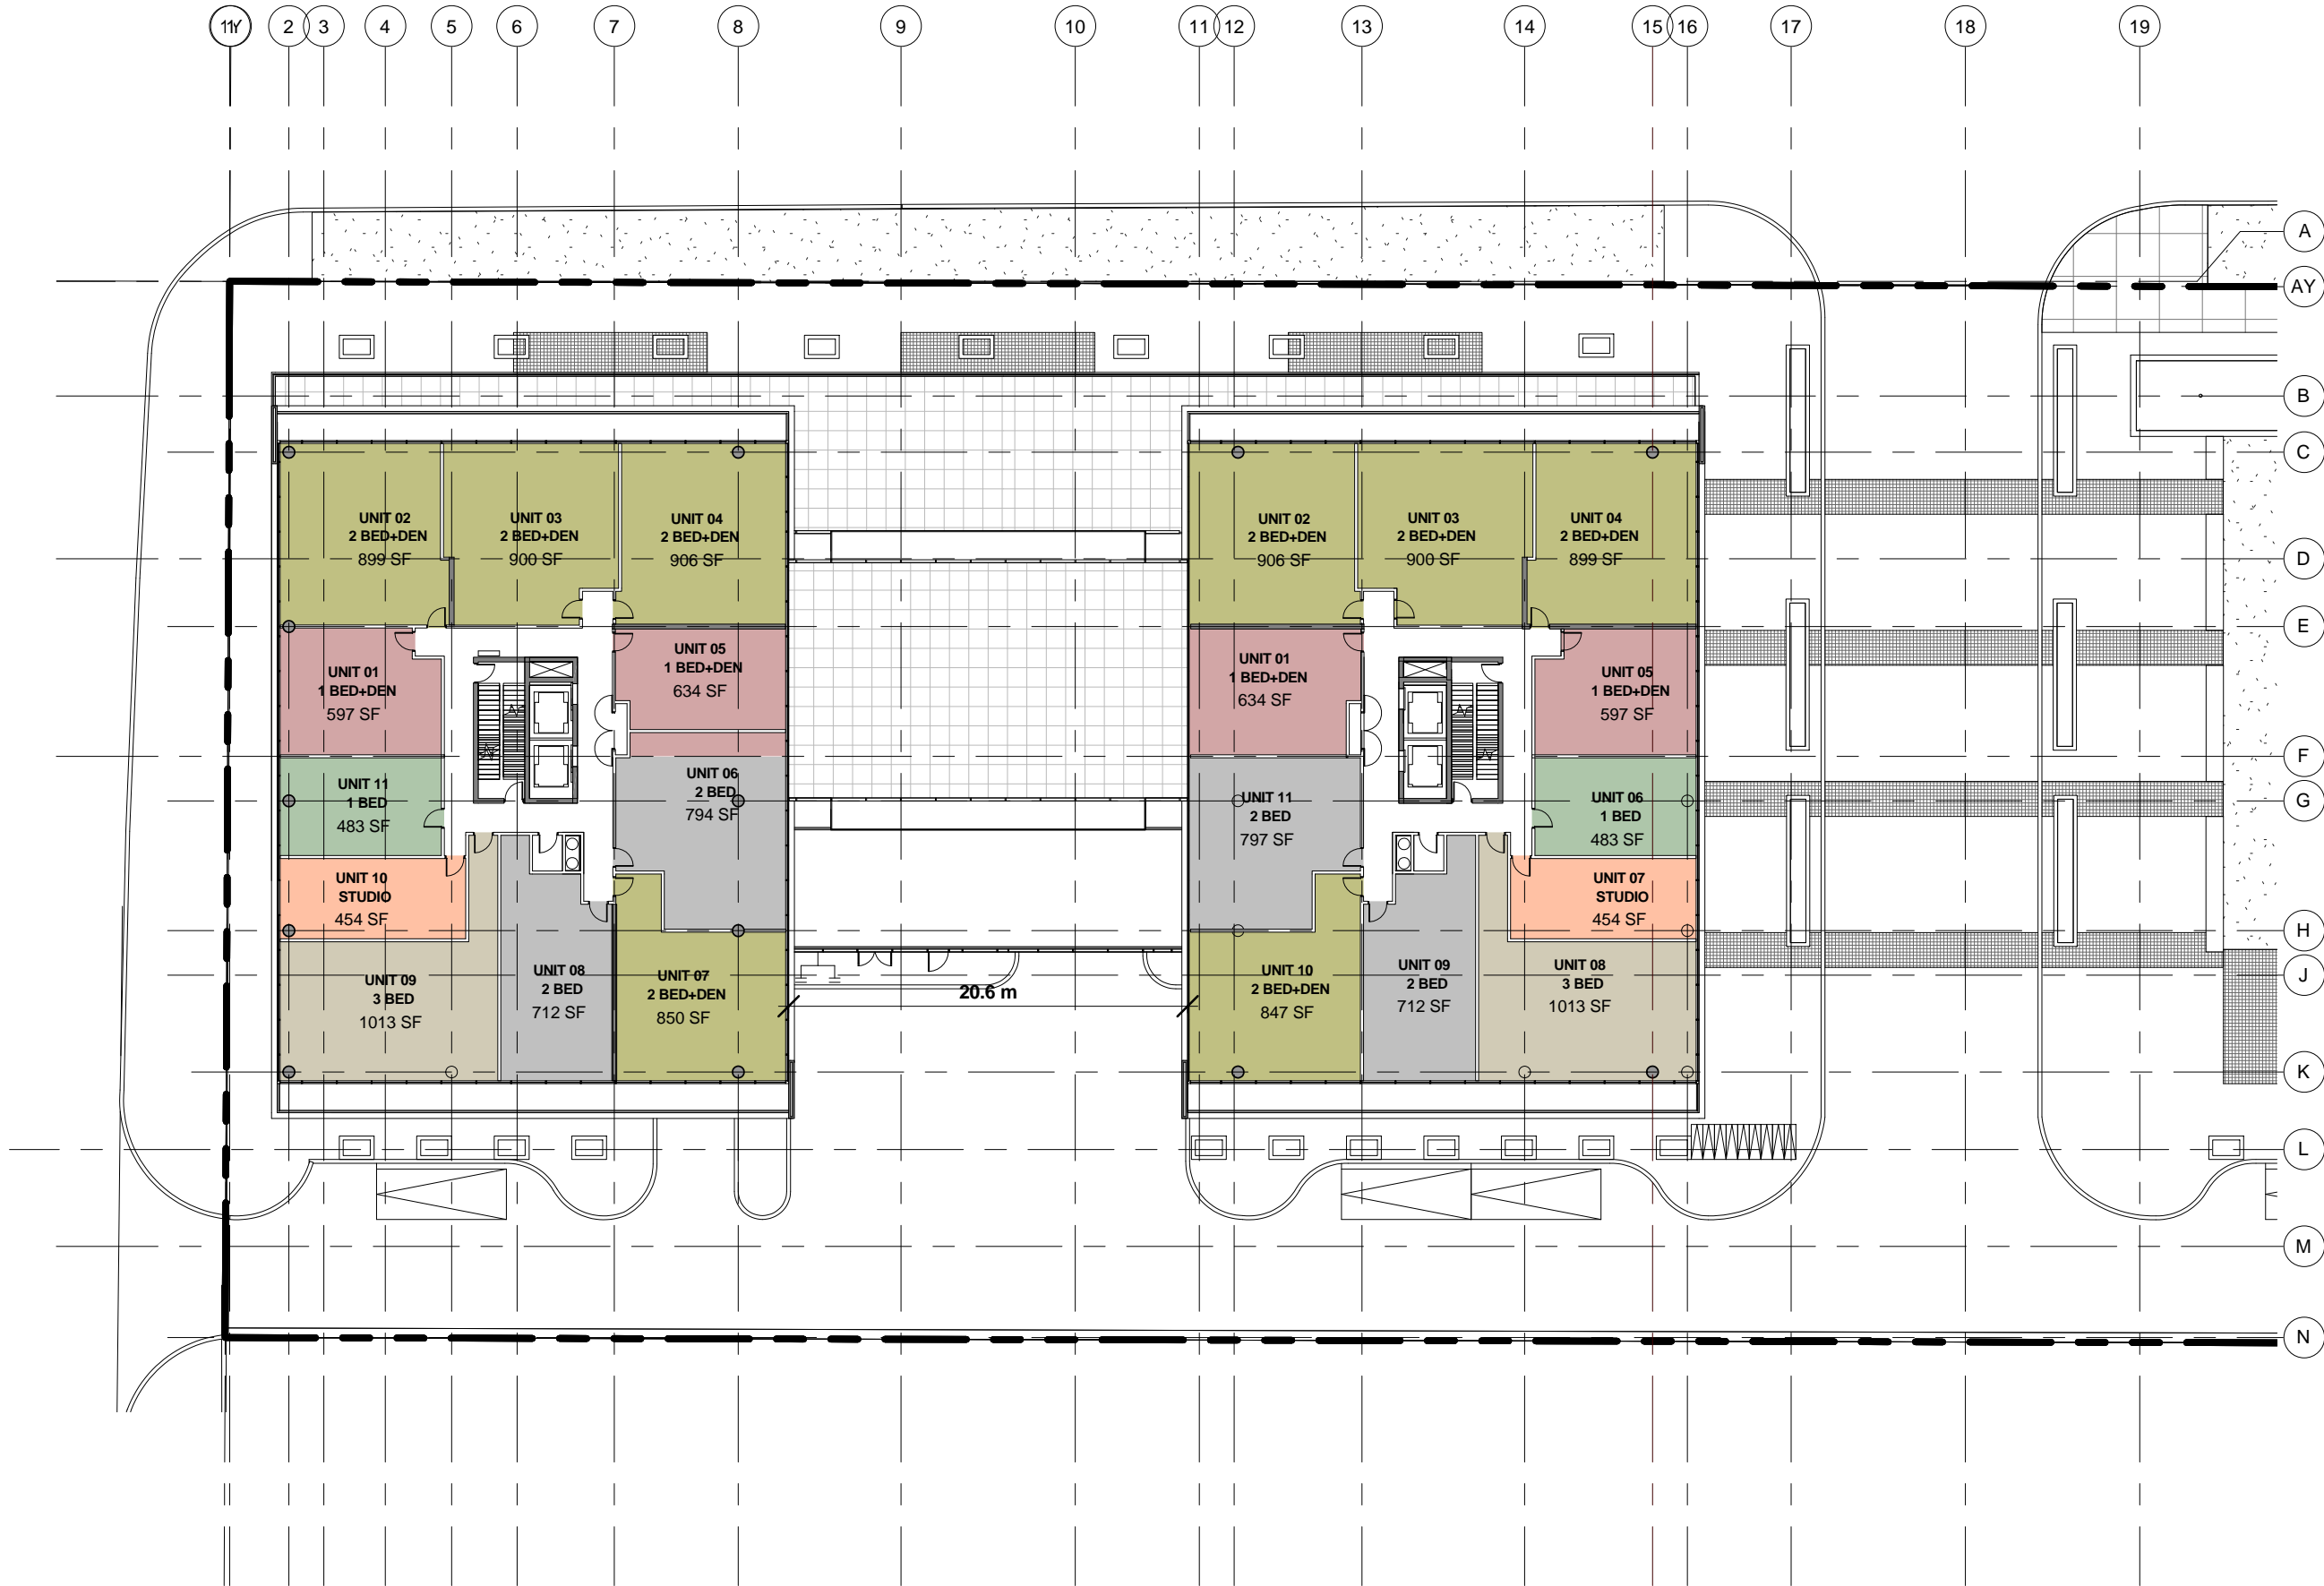 2
3
4
5
6
7
8
9
10
11
12
13
14
15
16
17
18
19
A
AY
B
C
D
E
F
G
H
J
K
L
M
N
UNIT 02
2 BED+DEN
899 SF
UNIT 03
2 BED+DEN
900 SF
UNIT 04
2 BED+DEN
906 SF
UNIT 01
1 BED+DEN
597 SF
UNIT 05
1 BED+DEN
634 SF
UNIT 11
1 BED
483 SF
UNIT 06
2 BED
794 SF
UNIT 10
STUDIO
454 SF
UNIT 09
3 BED
1013 SF
UNIT 08
2 BED
712 SF
UNIT 07
2 BED+DEN
850 SF
20.6 m
UNIT 02
2 BED+DEN
906 SF
UNIT 03
2 BED+DEN
900 SF
UNIT 04
2 BED+DEN
899 SF
UNIT 01
1 BED+DEN
634 SF
UNIT 05
1 BED+DEN
597 SF
UNIT 11
2 BED
797 SF
UNIT 06
1 BED
483 SF
UNIT 07
STUDIO
454 SF
UNIT 10
2 BED+DEN
847 SF
UNIT 09
2 BED
712 SF
UNIT 08
3 BED
1013 SF